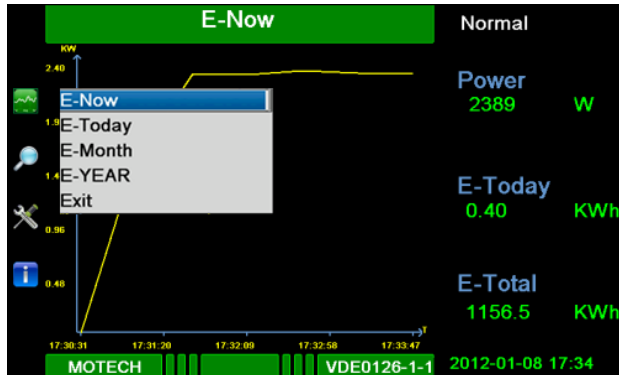 E-Now
Normal
KW
2.40
Power
2389 W
E-Now
E-Today
E-Month
E-YEAR
Exit
E-Today
0.40 KWh
0.96
0.48
E-Total
1156.5 KWh
T
17:30:31 17:31:20 17:32:09 17:32:58 17:33:47
MOTECH VDE0126-1-1 2012-01-08 17:34